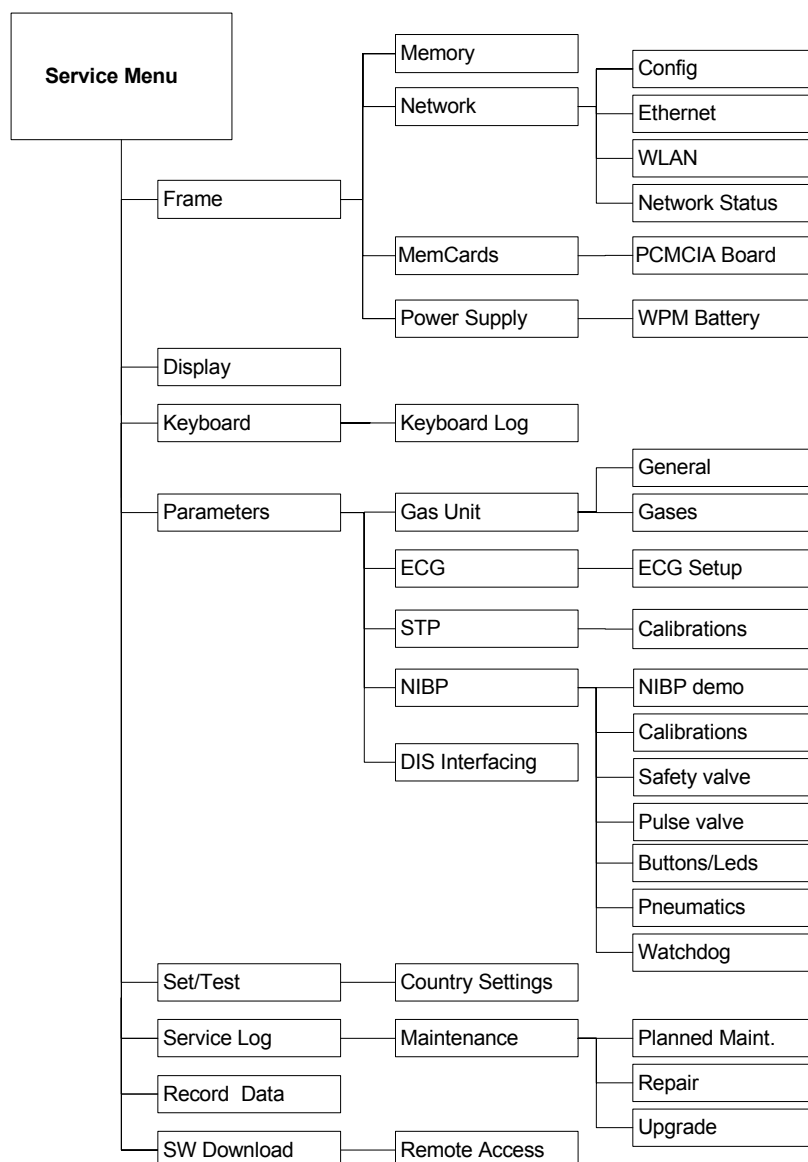 Service Menu
Frame
Memory
Network
Config
Ethernet
WLAN
Network Status
MemCards
PCMCIA Board
Power Supply
WPM Battery
Display
Keyboard
Keyboard Log
Parameters
Gas Unit
General
Gases
ECG
ECG Setup
STP
Calibrations
NIBP
NIBP demo
Calibrations
Safety valve
Pulse valve
Buttons/Leds
Pneumatics
Watchdog
DIS Interfacing
Set/Test
Country Settings
Service Log
Maintenance
Planned Maint.
Repair
Upgrade
Record Data
SW Download
Remote Access